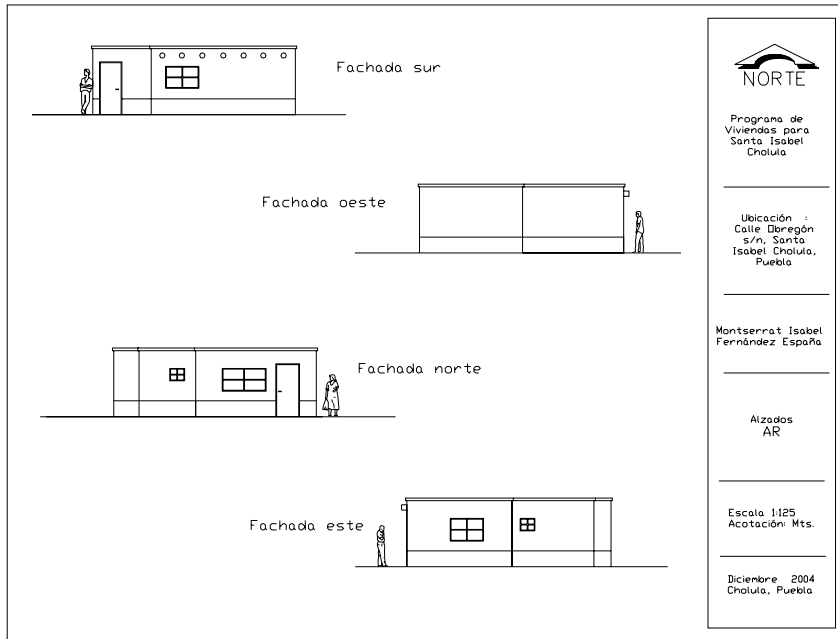 Fachada sur
Fachada oeste
Fachada norte
Fachada este
NORTE
Programa de
Viviendas para
Santa Isabel
Cholula
Ubicación :
Calle Obregón
s/n, Santa
Isabel Cholula,
Puebla
Montserrat Isabel
Fernández España
Alzados
AR
Escala 1:125
Acotación: Mts.
Diciembre 2004
Cholula, Puebla